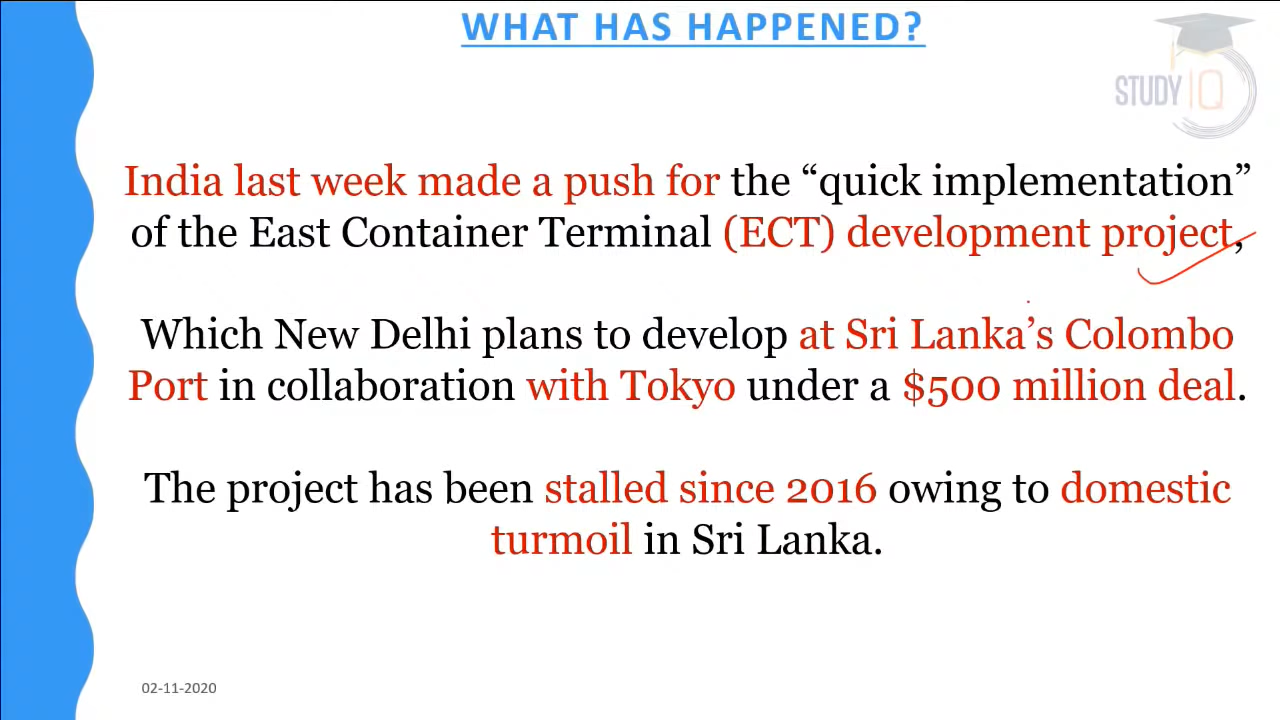 WHAT HAS HAPPENED?
STUDY IQ
India last week made a push for the “quick implementation”
of the East Container Terminal (ECT) development project,
Which New Delhi plans to develop at Sri Lanka’s Colombo
Port in collaboration with Tokyo under a $500 million deal.
The project has been stalled since 2016 owing to domestic
turmoil in Sri Lanka.
02-11-2020